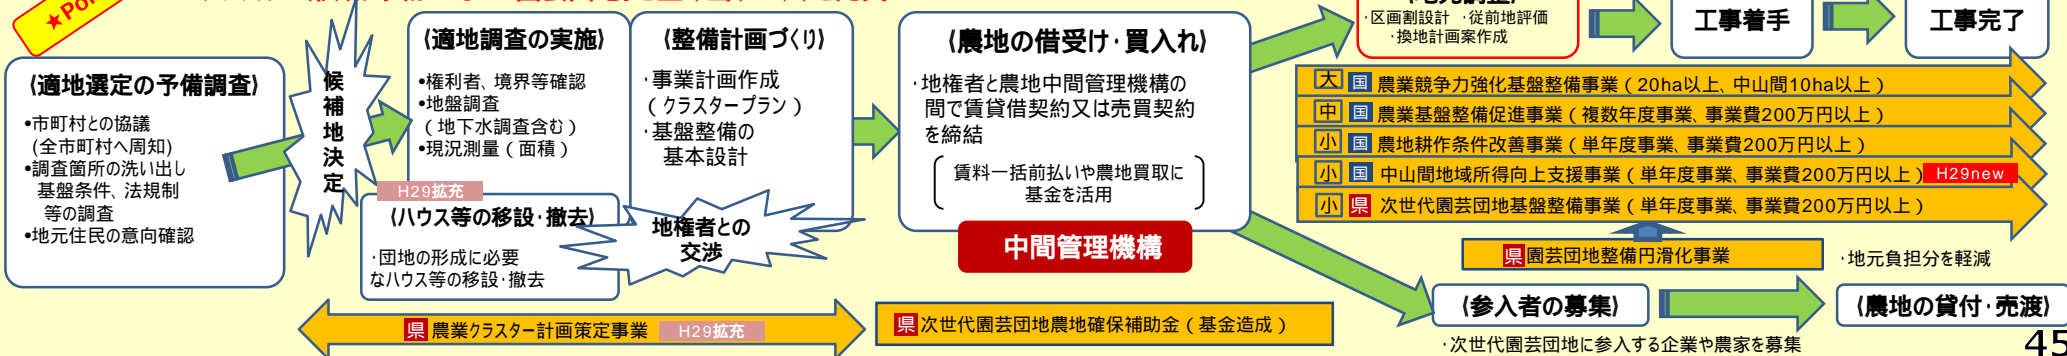 ★Po
(適地選定の予備調査)
•市町村との協議
(全市町村へ周知)
•調査箇所の洗い出し
基盤条件、法規制
等の調査
•地元住民の意向確認
候補地決定
(適地調査の実施)
•権利者、境界等確認
•地盤調査
(地下水調査含む)
•現況測量(面積)
H29拡充
(ハウス等の移設・撤去)
・団地の形成に必要
なハウス等の移設・撤去
(整備計画づくり)
・事業計画作成
(クラスタープラン)
・基盤整備の
基本設計
地権者との
交渉
県 農業クラスター計画策定事業 H29拡充
(農地の借受け・買入れ)
・地権者と農地中間管理機構の
間で賃貸借契約又は売買契約
を締結
賃料一括前払いや農地買取に
基金を活用
中間管理機構
県 次世代園芸団地農地確保補助金(基金造成)
・区画割設計 ・従前地評価
・換地計画案作成
工事着手
工事完了
大 国 農業競争力強化基盤整備事業(20ha以上、中山間10ha以上)
中 国 農業基盤整備促進事業(複数年度事業、事業費200万円以上)
小 国 農地耕作条件改善事業(単年度事業、事業費200万円以上)
小 国 中山間地域所得向上支援事業(単年度事業、事業費200万円以上) H29new
小 県 次世代園芸団地基盤整備事業(単年度事業、事業費200万円以上)
県 園芸団地整備円滑化事業
・地元負担分を軽減
(参入者の募集)
・次世代園芸団地に参入する企業や農家を募集
(農地の貸付・売渡)
45